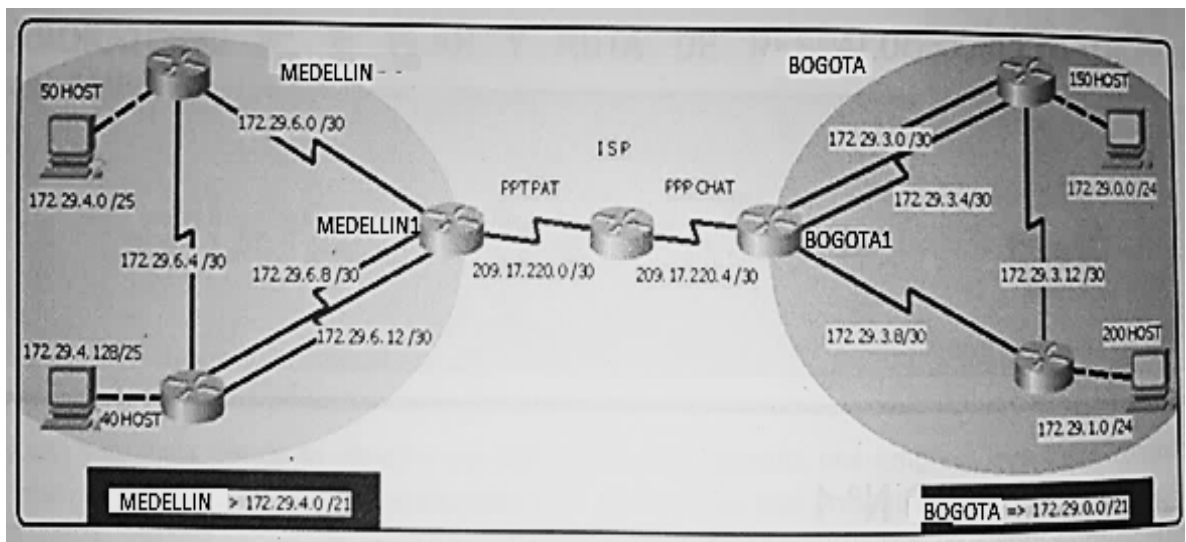 MEDELLIN
BOGOTA
50 HOST
150 HOST
172.29.6.0 /30
172.29.3.0/30
ISP
172.29.4.0 /25
172.29.0.0 /24
PPTPAT
PPP CHAT
172.29.3.4/30
MEDELLIN1
BOGOTA1
172.29.6.4 /30
172.29.6.8 /30
209.17.220.0 /30
209.17.220.4 /30
172.29.3.12 /30
172.29.6.12 /30
172.29.3.8/30
200 HOST
172.29.4.128/25
40 HOST
172.29.1.0 /24
MEDELLIN > 172.29.4.0 /21
BOGOTA => 172.29.0.0 /21